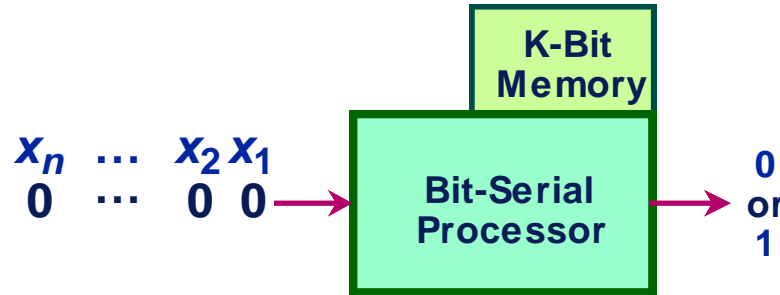 K-Bit
Memory
xn ... x2 x1
0 ... 0 0
Bit-Serial
Processor
0
or
1